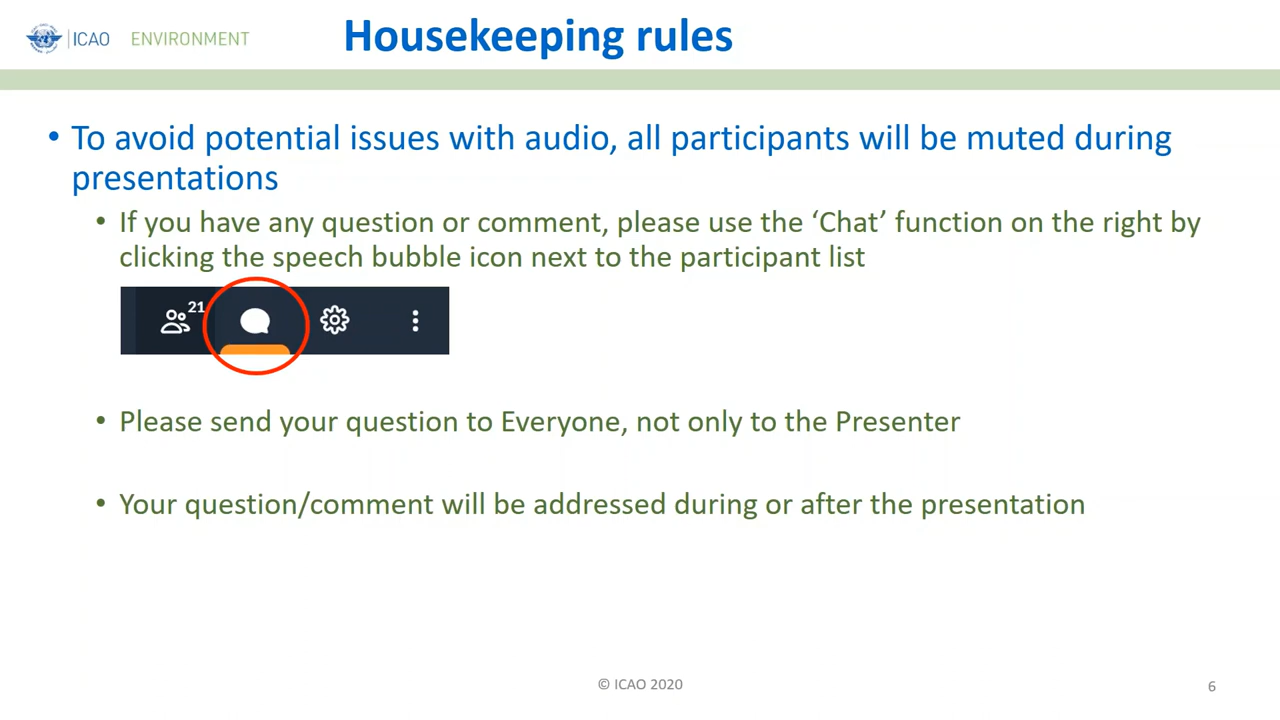 ICAO ENVIRONMENT
Housekeeping rules
• To avoid potential issues with audio, all participants will be muted during
presentations
• If you have any question or comment, please use the ‘Chat’ function on the right by
clicking the speech bubble icon next to the participant list
21
• Please send your question to Everyone, not only to the Presenter
• Your question/comment will be addressed during or after the presentation
© ICAO 2020
6